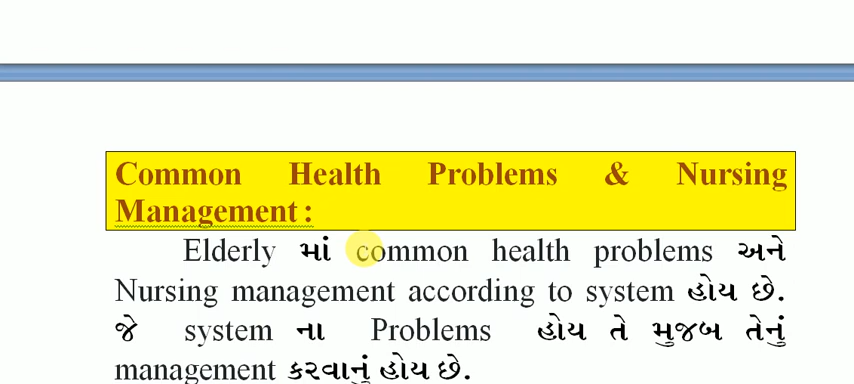 Common Health Problems & Nursing
Management :
Elderly માં common health problems અને
Nursing management according to system હોય છે.
જે system ના Problems હોય તે મુજબ તેનું
management કરવાનું હોય છે.